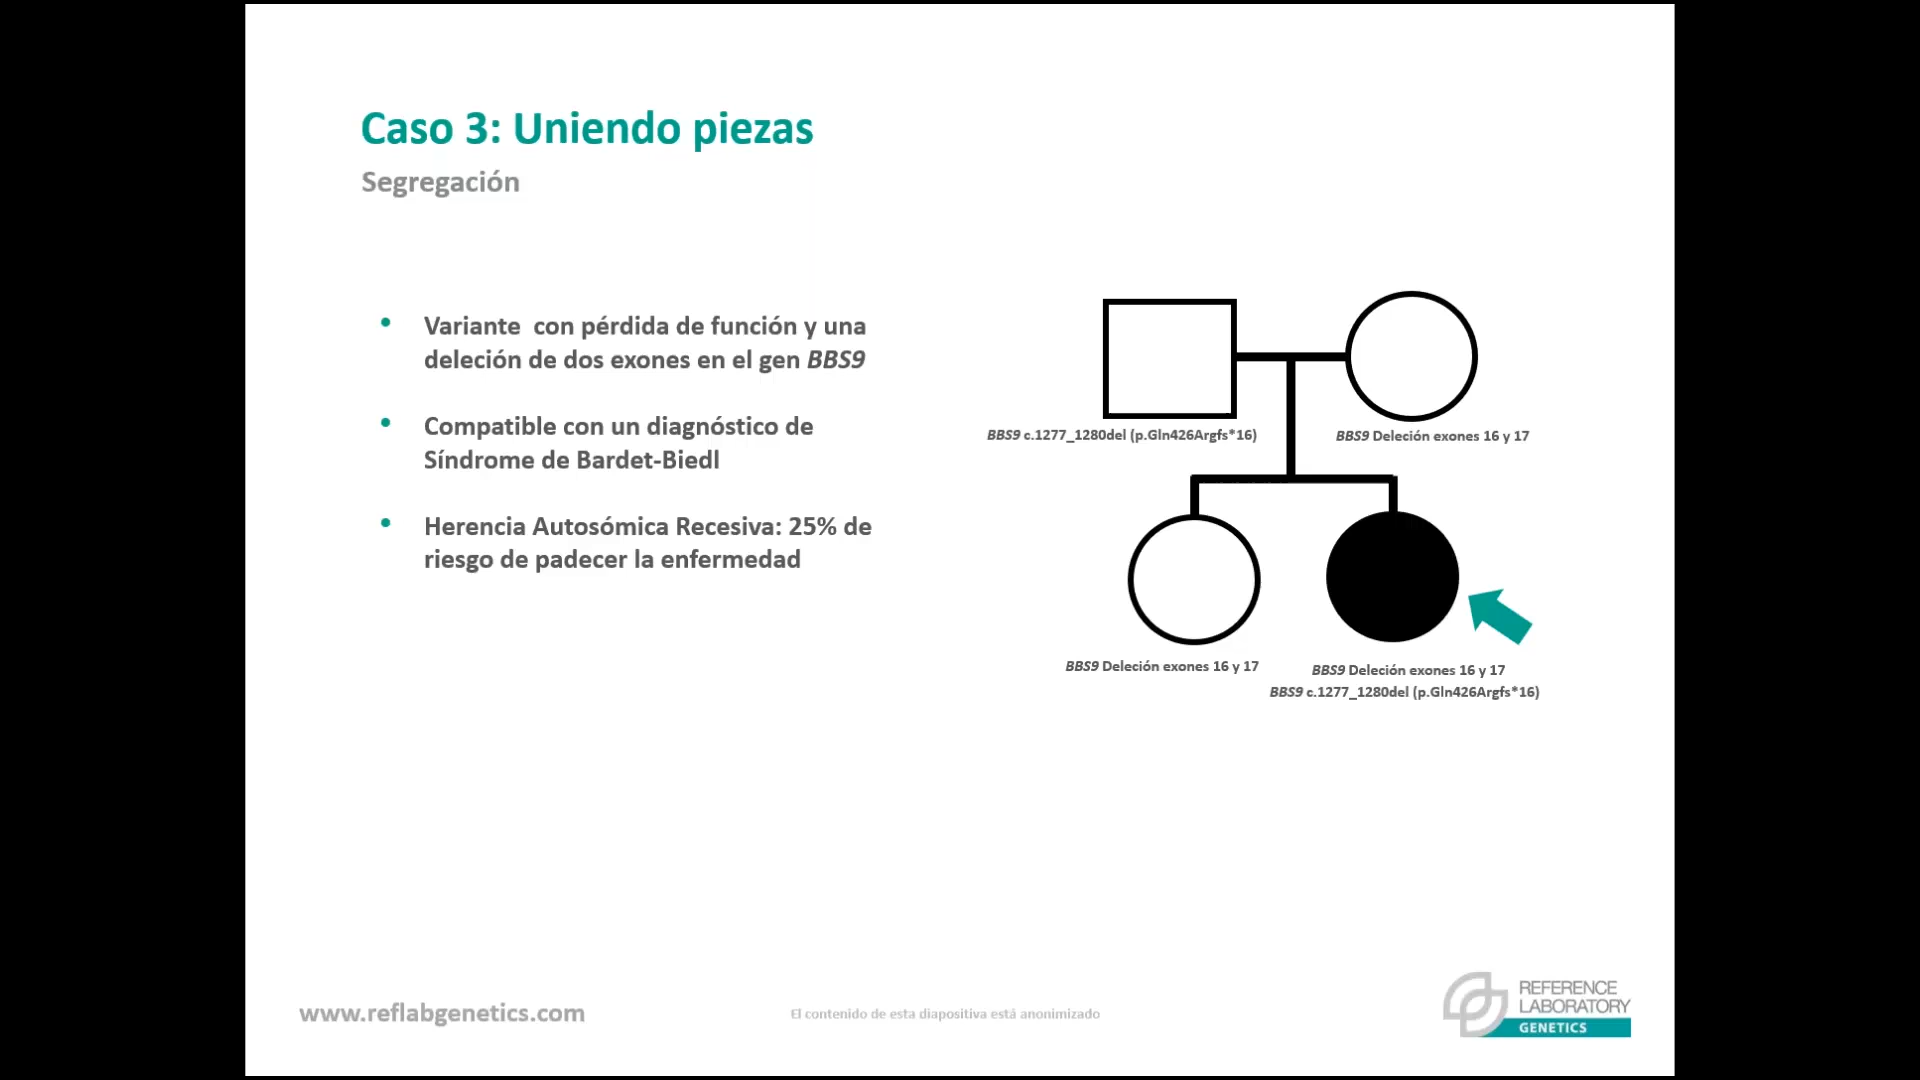 Caso 3: Uniendo piezas
Segregación
• Variante  con pérdida de función y una
deleción de dos exones en el gen BBS9
• Compatible con un diagnóstico de
Síndrome de Bardet-Biedl
• Herencia Autosómica Recesiva: 25% de
riesgo de padecer la enfermedad
BBS9 c.1277_1280del (p.Gln426Argfs*16)
BBS9 Deleción exones 16 y 17
BBS9 Deleción exones 16 y 17
BBS9 Deleción exones 16 y 17
BBS9 c.1277_1280del (p.Gln426Argfs*16)
www.reflabgenetics.com
El contenido de esta diapositiva está anonimizado
REFERENCE
LABORATORY
GENETICS